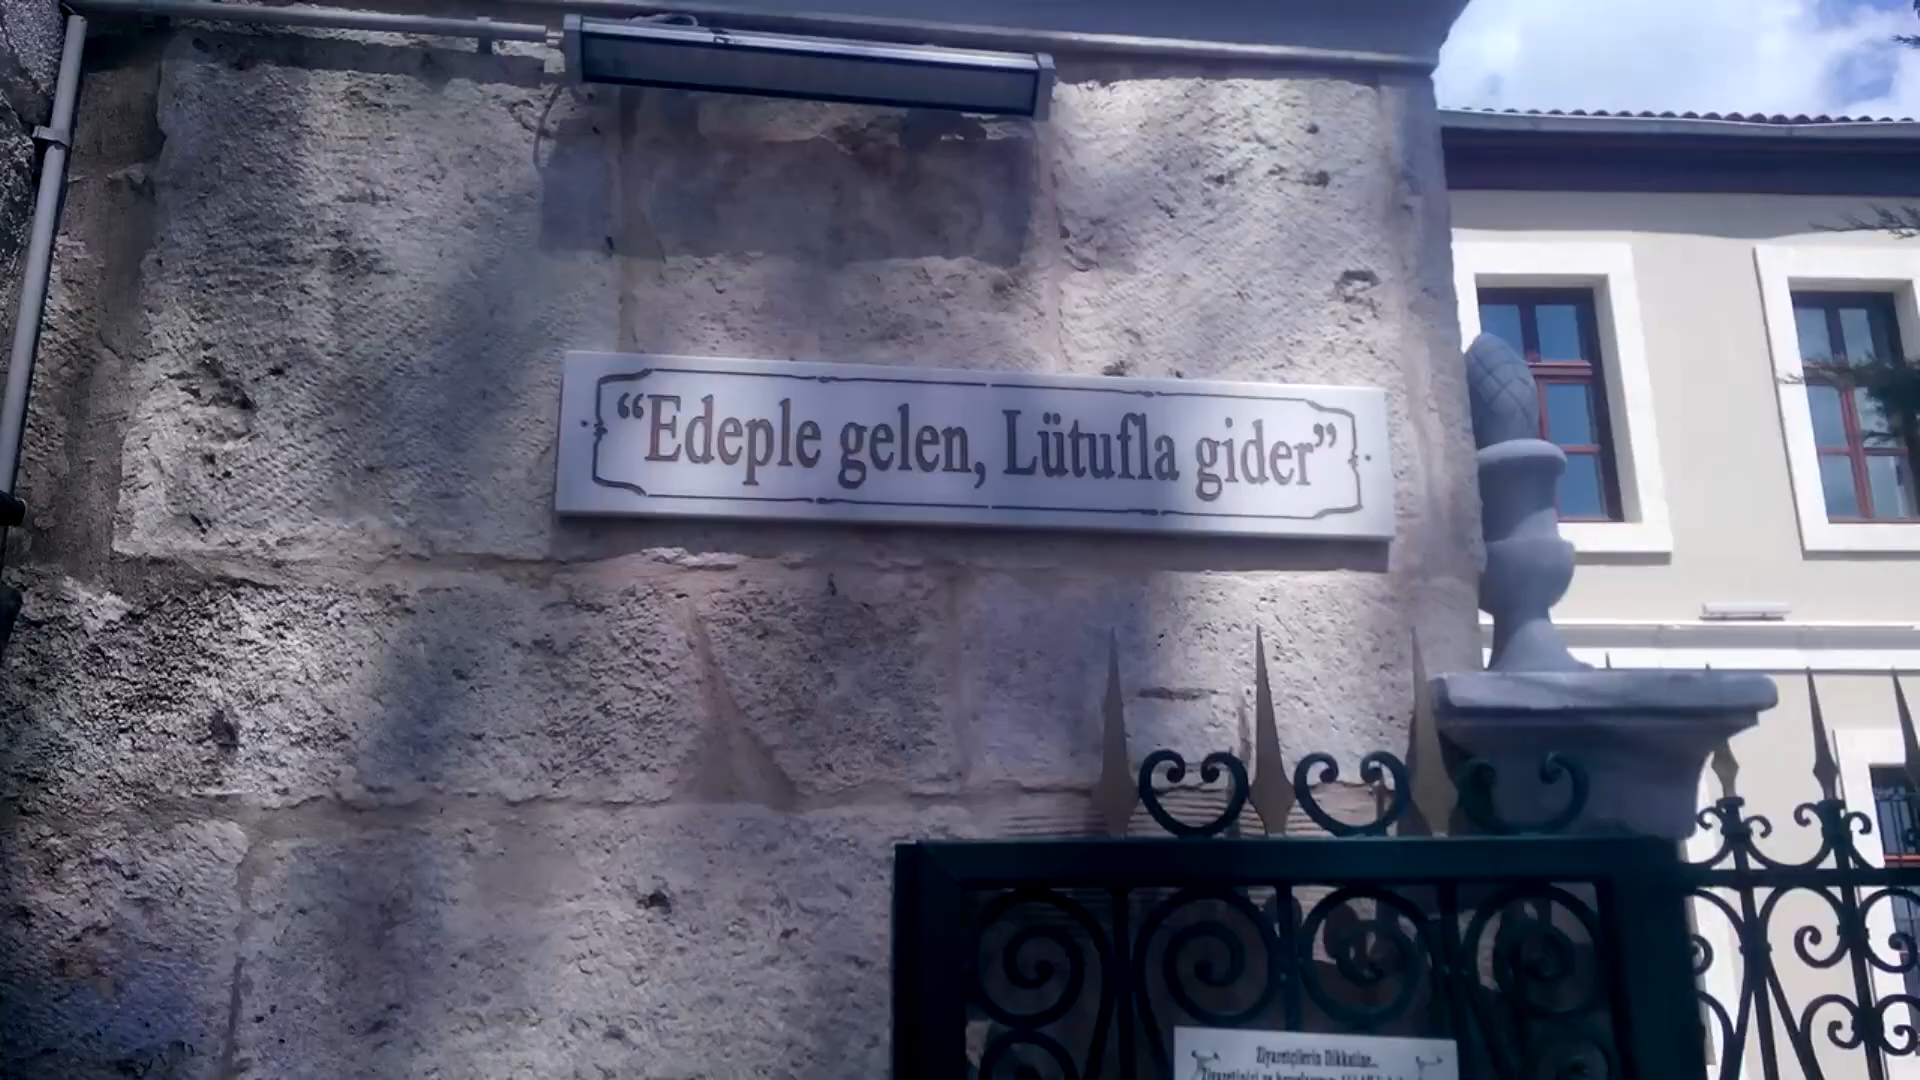 “Edeple gelen, Lütufla gider”
Ziyaretçilerin Dikkatine...